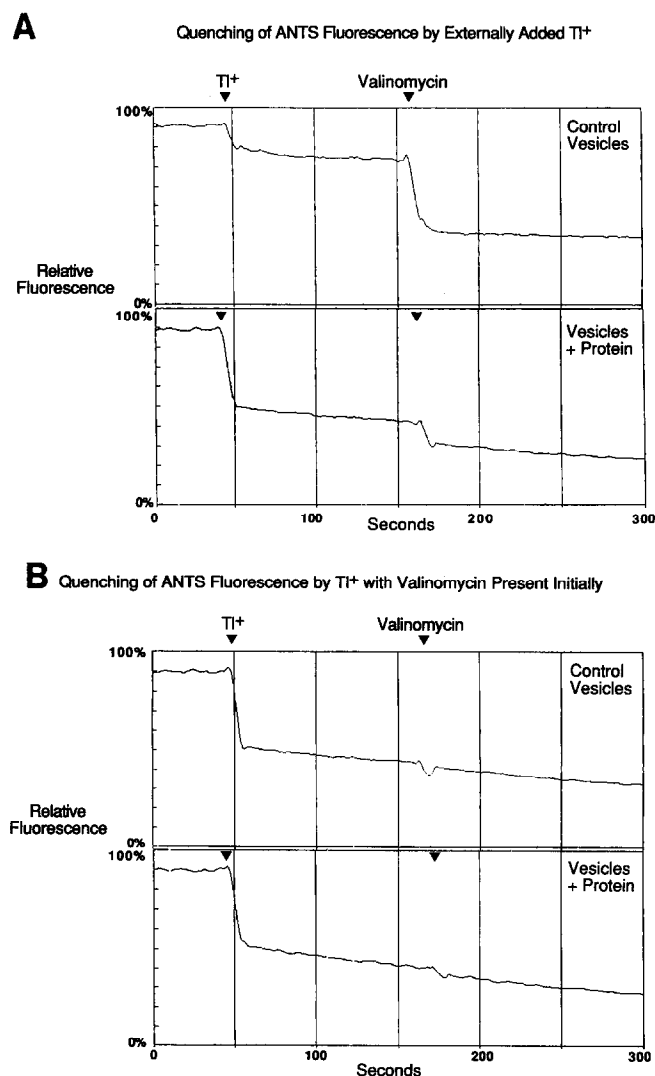 A
Quenching of ANTS Fluorescence by Externally Added Tl+
Tl+
Valinomycin
100%
Control
Vesicles
Relative
Fluorescence
0%
100%
Vesicles
+ Protein
0%
0
100
200
300
Seconds
B
Quenching of ANTS Fluorescence by Tl+ with Valinomycin Present Initially
Tl+
Valinomycin
100%
Control
Vesicles
Relative
Fluorescence
0%
100%
Vesicles
+ Protein
0%
0
100
200
300
Seconds